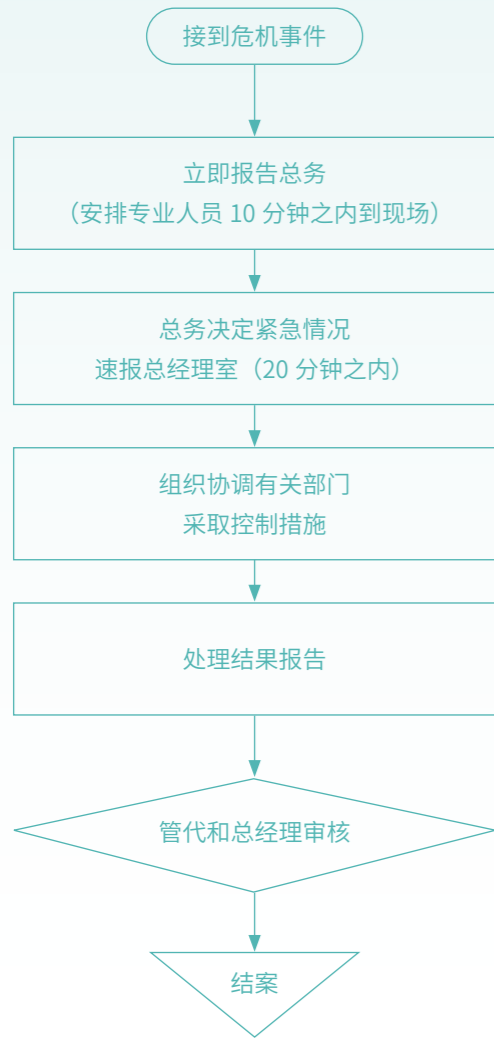 接到危机事件
立即报告总务
（安排专业人员 10 分钟之内到现场）
总务决定紧急情况
速报总经理室（20 分钟之内）
组织协调有关部门
采取控制措施
处理结果报告
管代和总经理审核
结案